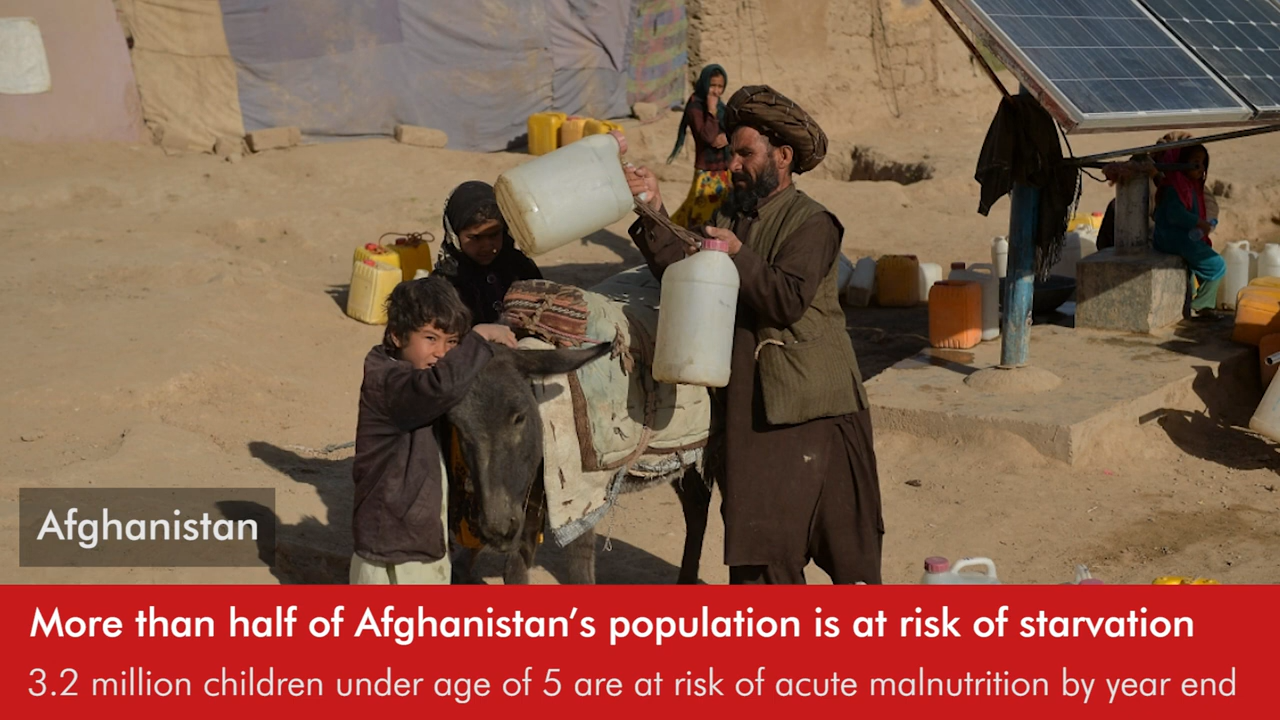 Afghanistan
More than half of Afghanistan’s population is at risk of starvation
3.2 million children under age of 5 are at risk of acute malnutrition by year end